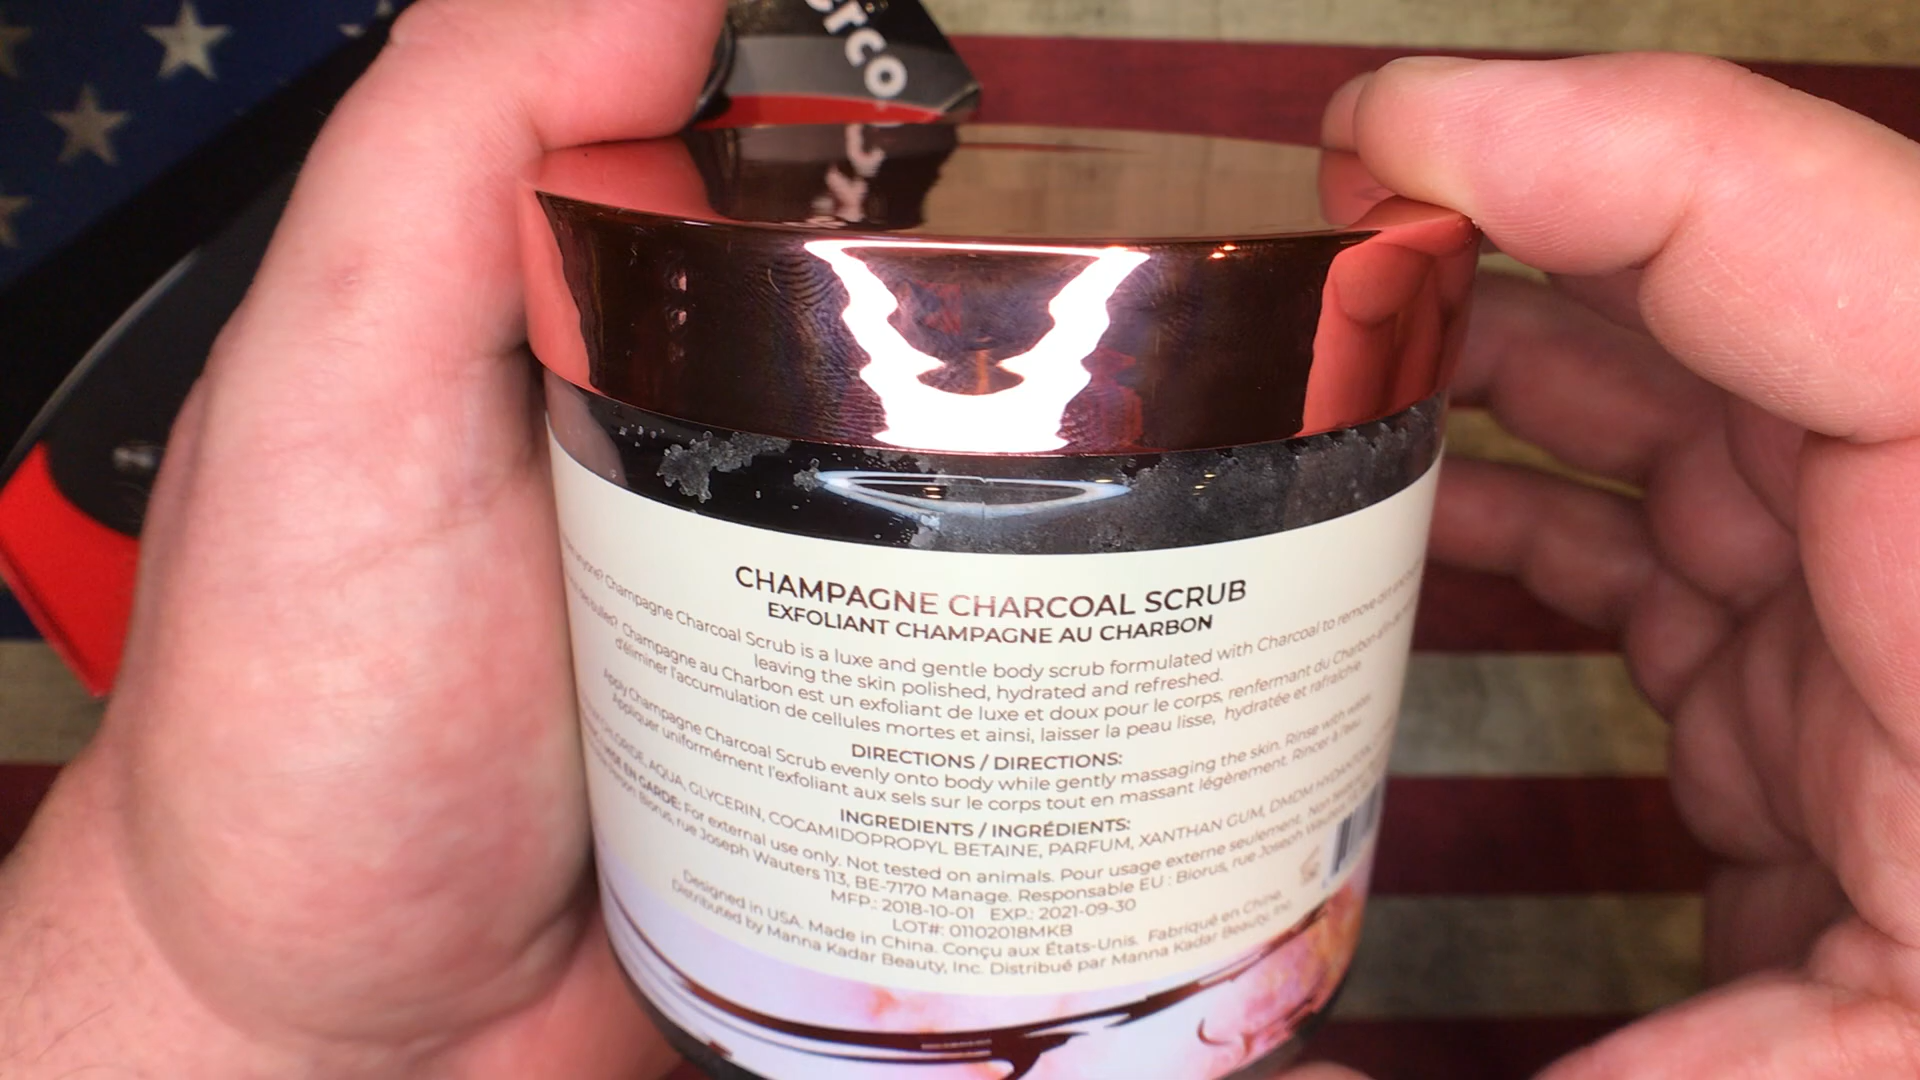 erco
CHAMPAGNE CHARCOAL SCRUB
EXFOLIANT CHAMPAGNE AU CHARBON
anyone? Champagne Charcoal Scrub is a luxe and gentle body scrub formulated with Charcoal to remove
leaving the skin polished, hydrated and refreshed.
Champagne au Charbon est un exfoliant de luxe et doux pour le corps, renfermant du Charbon
d'éliminer l'accumulation de cellules mortes et ainsi, laisser la peau lisse, hydratée et rafraîchie.
DIRECTIONS / DIRECTIONS:
Apply Champagne Charcoal Scrub evenly onto body while gently massaging the skin. Rinse with water.
Appliquer uniformément l'exfoliant aux sels sur le corps tout en massant légèrement. Rincer à l'eau.
INGREDIENTS / INGRÉDIENTS:
CHLORIDE, AQUA, GLYCERIN, COCAMIDOPROPYL BETAINE, PARFUM, XANTHAN GUM, DMDM
EN GARDE: For external use only. Not tested on animals. Pour usage externe seulement. Non
Biorus, rue Joseph Wauters 113, BE-7170 Manage. Responsable EU : Biorus, rue Joseph
MFP.: 2018-10-01 EXP.: 2021-09-30
LOT#: 01102018MKB
Designed in USA. Made in China. Conçu aux États-Unis. Fabriqué en Chine.
Distributed by Manna Kadar Beauty, Inc. Distribué par Manna Kadar Beauty, Inc.